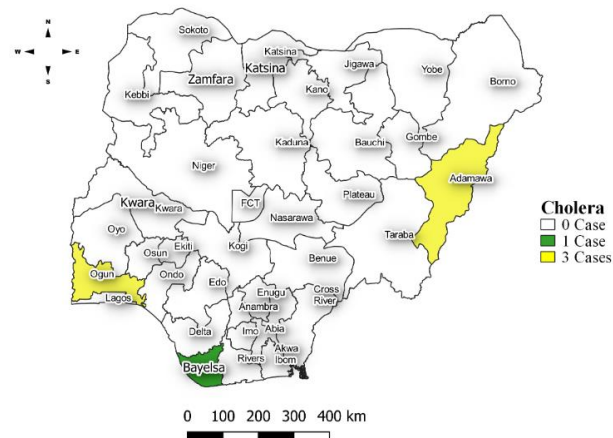 N
W E
S
Sokoto
Katsina
Zamfara
Katsina
Jigawa
Yobe
Borno
Kebbi
Kano
Gombe
Niger
Kaduna
Bauchi
Adamawa
Kwara
Kwara
FCT
Plateau
Nasarawa
Oyo
Taraba
Osun
Ekiti
Kogi
Benue
Ogun
Ondo
Edo
Lagos
Enugu
Anambra
Cross
River
Delta
Imo
Abia
Bayelsa
Rivers
Akwa
Ibom
Cholera
0 Case
1 Case
3 Cases
0 100 200 300 400 km